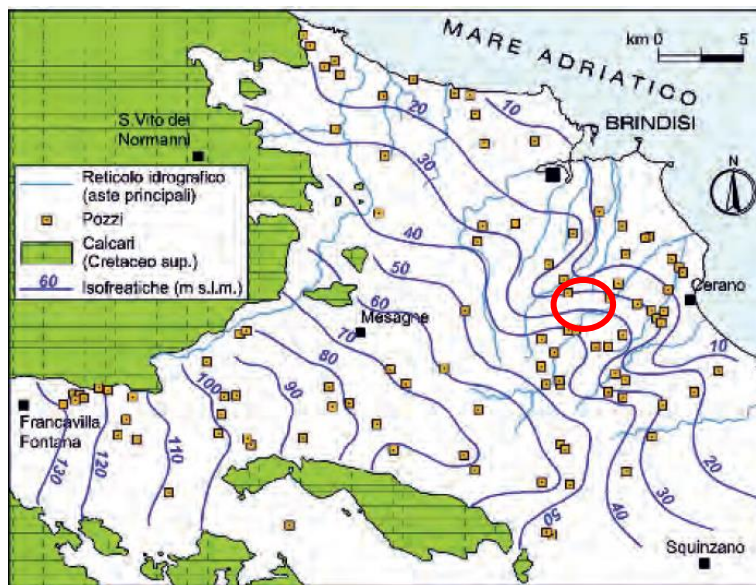 MARE ADRIATICO
km 0 5
BRINDISI
S.Vito dei
Normanni
N
Reticolo idrografico
(aste principali)
Pozzi
Calcari
(Cretaceo sup.)
60 Isofreatiche (m s.l.m.)
10
20
30
40
50
60
70
80
90
100
110
120
130
Mesagne
Cerano
Francavilla
Fontana
10
20
30
40
50
Squinzano